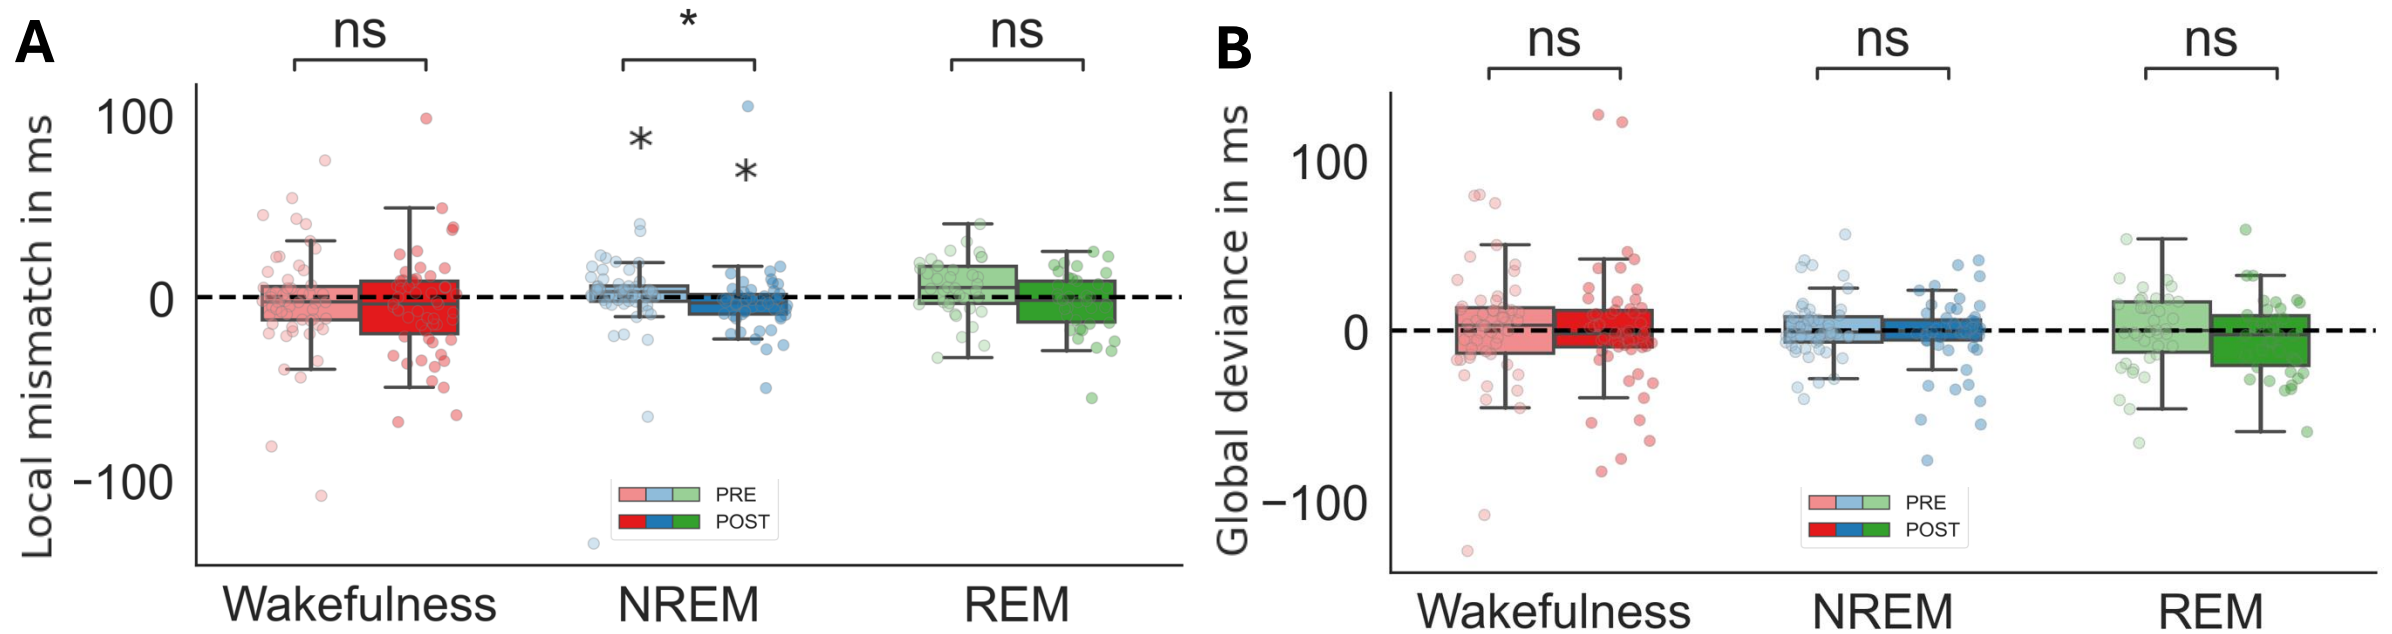 A
ns
*
ns
Local mismatch in ms
100
0
−100
*
*
PRE
POST
Wakefulness
NREM
REM
B
ns
ns
ns
Global deviance in ms
100
0
−100
PRE
POST
Wakefulness
NREM
REM